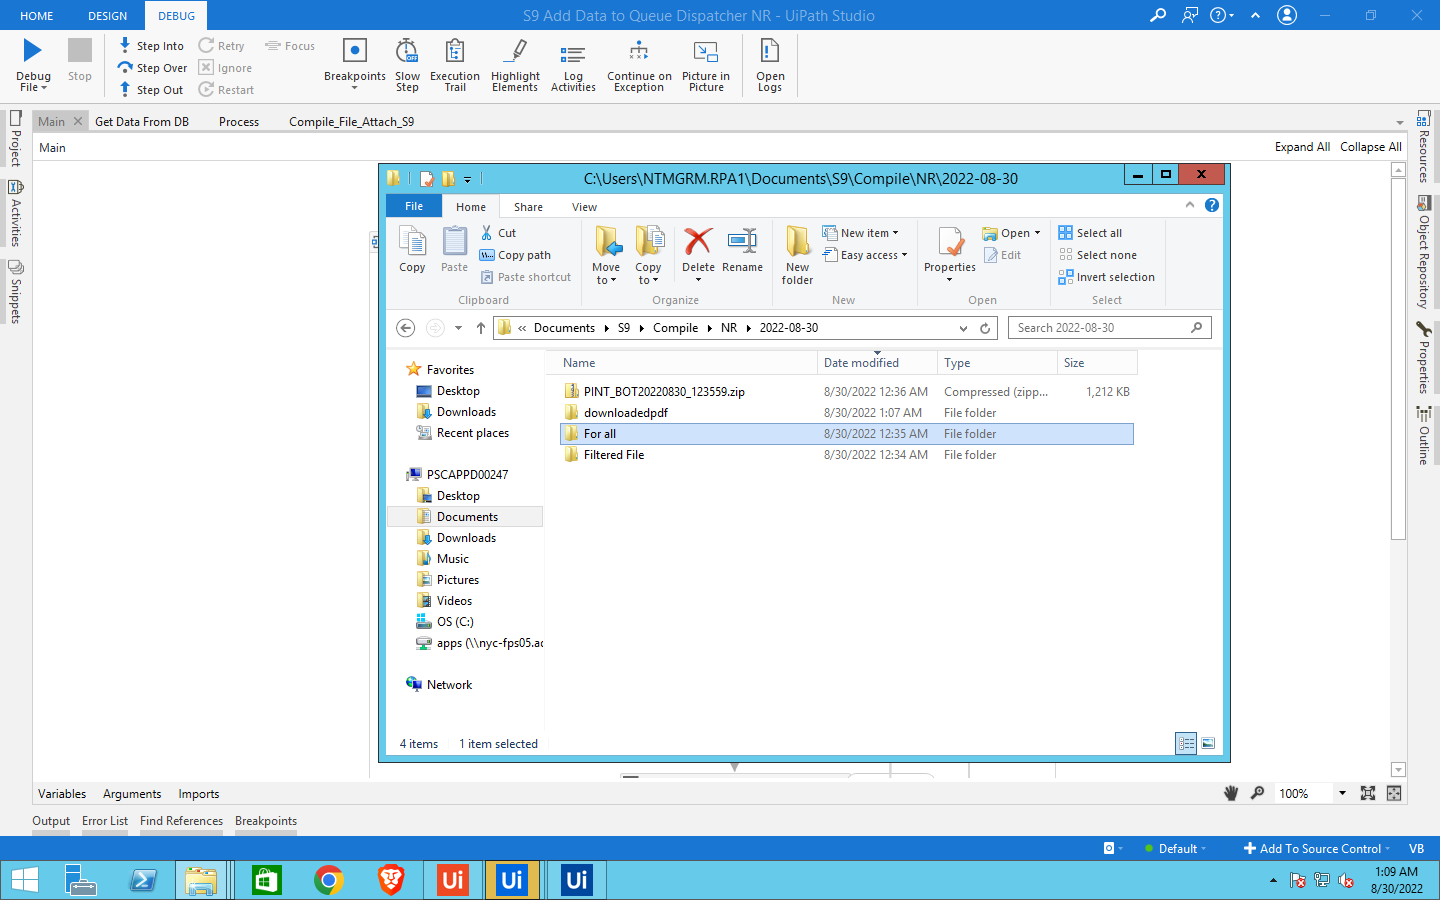 HOME DESIGN DEBUG S9 Add Data to Queue Dispatcher NR - UiPath Studio
Debug File
Stop
Step Into
Step Over
Step Out
Retry
Ignore
Restart
Focus
Breakpoints
Slow Step
Execution Trail
Highlight Elements
Log Activities
Continue on Exception
Picture in Picture
Open Logs
Main Get Data From DB Process Compile_File_Attach_S9
Main Expand All Collapse All
Project
Activities
Snippets
Resources
Object Repository
Properties
Outline
C:\Users\NTMGRM.RPA1\Documents\S9\Compile\NR\2022-08-30
File Home Share View
Copy
Paste
Cut
Copy path
Paste shortcut
Clipboard
Move to
Copy to
Delete
Rename
Organize
New folder
New item
Easy access
New
Properties
Open
Edit
Open
Select all
Select none
Invert selection
Select
« Documents S9 Compile NR 2022-08-30 Search 2022-08-30
Favorites
Desktop
Downloads
Recent places
PSCAPPD00247
Desktop
Documents
Downloads
Music
Pictures
Videos
OS (C:)
apps (\\nyc-fps05.ac
Network
Name Date modified Type Size
PINT_BOT20220830_123559.zip 8/30/2022 12:36 AM Compressed (zipp... 1,212 KB
downloadedpdf 8/30/2022 1:07 AM File folder
For all 8/30/2022 12:35 AM File folder
Filtered File 8/30/2022 12:34 AM File folder
4 items 1 item selected
Variables Arguments Imports 100%
Output Error List Find References Breakpoints
Default Add To Source Control VB
Ui Ui Ui
1:09 AM
8/30/2022